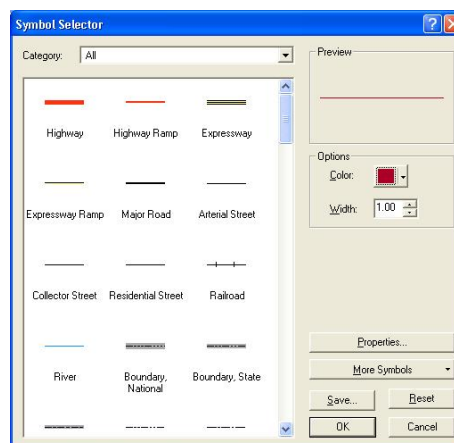 Symbol Selector
Category: All
Highway Highway Ramp Expressway
Expressway Ramp Major Road Arterial Street
Collector Street Residential Street Railroad
River Boundary, National Boundary, State
Preview
Options
Color:
Width: 1.00
Properties...
More Symbols
Save... Reset
OK Cancel